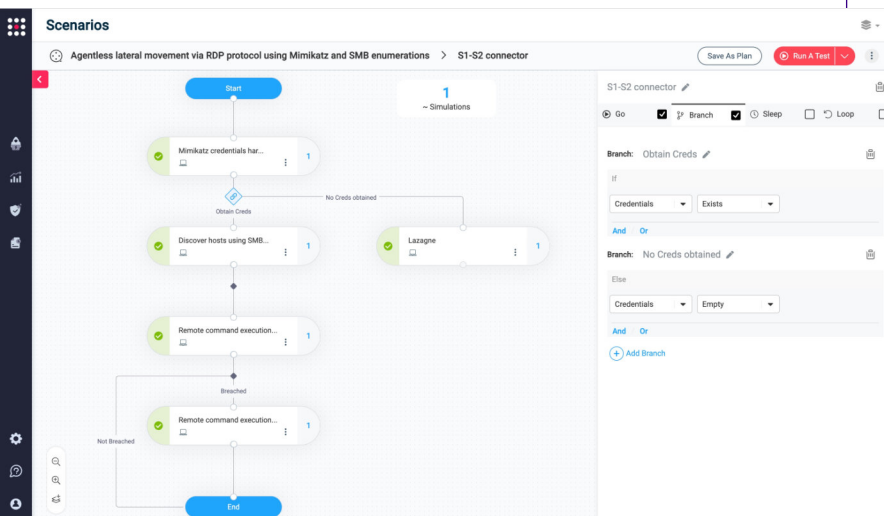 Scenarios
Agentless lateral movement via RDP protocol using Mimikatz and SMB enumerations > S1-S2 connector
Save As Plan
Run A Test
Start
1
~ Simulations
Mimikatz credentials har...
1
No Creds obtained
Obtain Creds
Discover hosts using SMB...
1
Lazagne
1
Remote command execution...
1
Breached
Remote command execution...
1
Not Breached
End
S1-S2 connector
Go
Branch
Sleep
Loop
Branch: Obtain Creds
If
Credentials
Exists
And Or
Branch: No Creds obtained
Else
Credentials
Empty
And Or
Add Branch